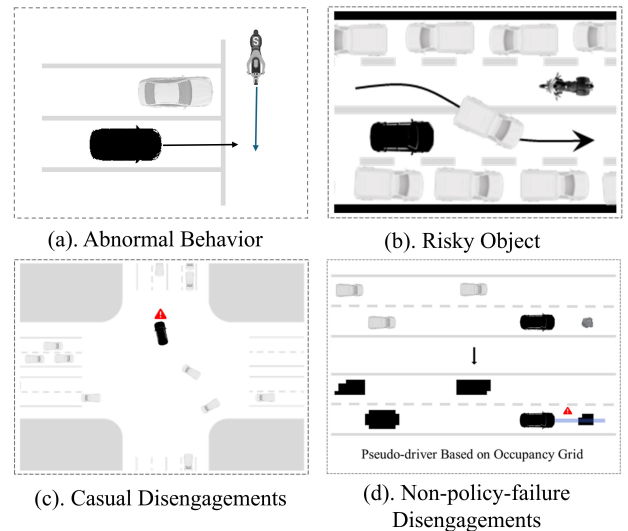 S
(a). Abnormal Behavior
(b). Risky Object
Pseudo-driver Based on Occupancy Grid
(c). Casual Disengagements
(d). Non-policy-failure
Disengagements